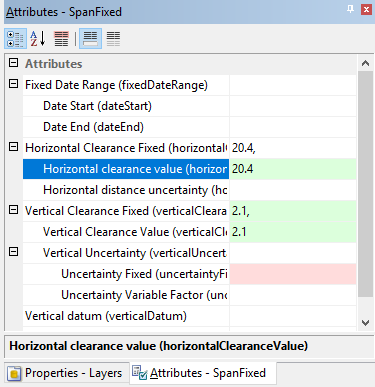 Attributes - SpanFixed
Attributes
Fixed Date Range (fixedDateRange)
Date Start (dateStart)
Date End (dateEnd)
Horizontal Clearance Fixed (horizontal 20.4,
Horizontal clearance value (horizon 20.4
Horizontal distance uncertainty (ho
Vertical Clearance Fixed (verticalCleara 2.1,
Vertical Clearance Value (verticalCl 2.1
Vertical Uncertainty (verticalUncert
Uncertainty Fixed (uncertaintyFi
Uncertainty Variable Factor (un
Vertical datum (verticalDatum)
Horizontal clearance value (horizontalClearanceValue)
Properties - Layers Attributes - SpanFixed